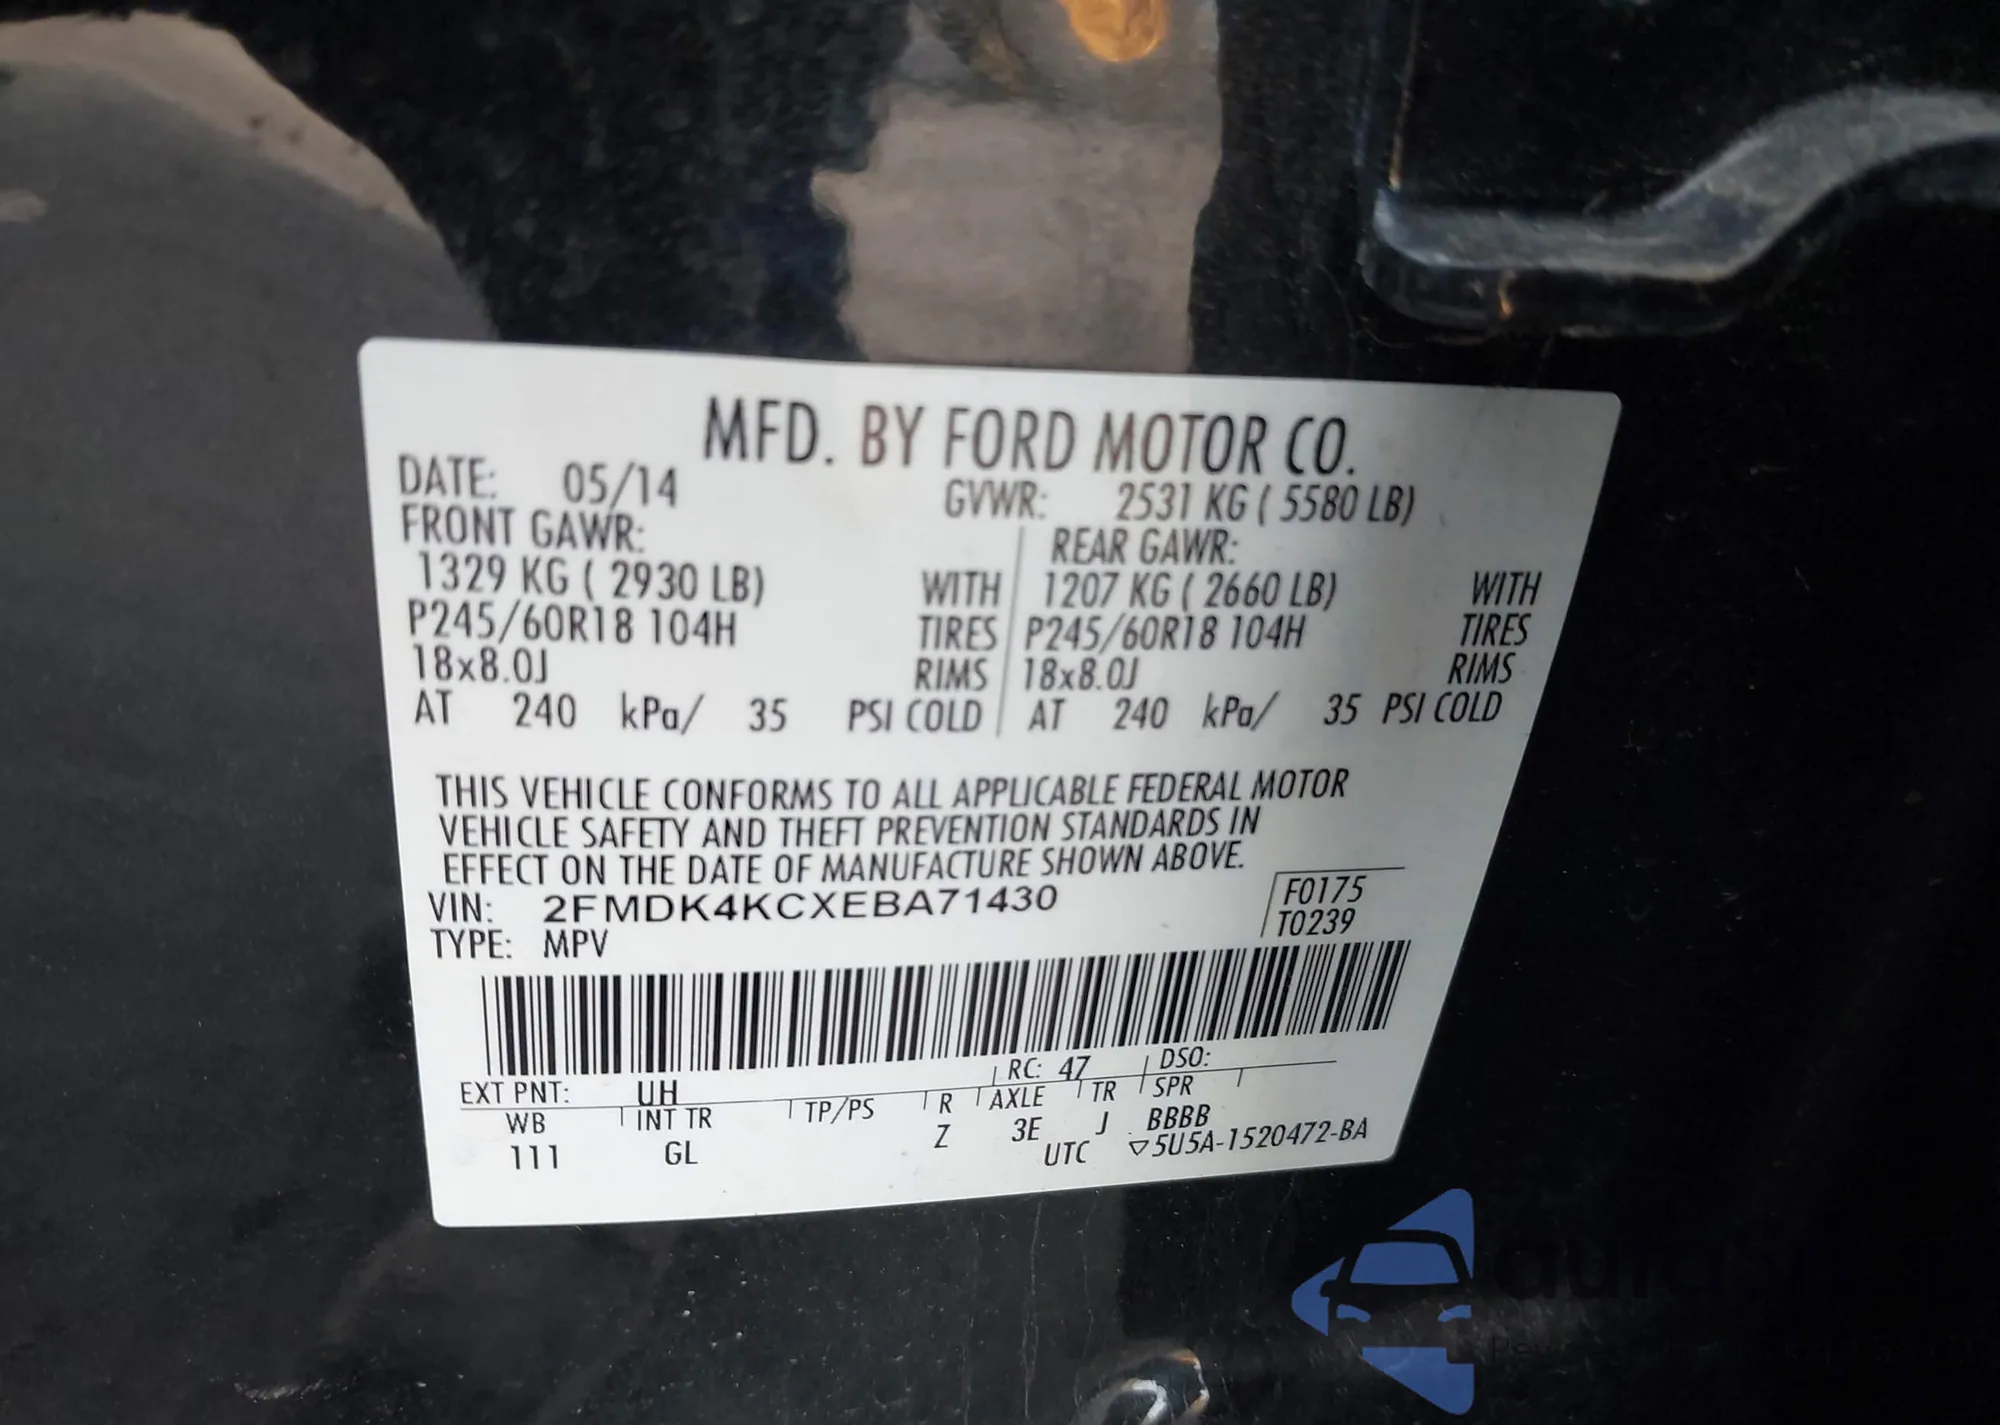 MFD. BY FORD MOTOR CO.
DATE: 05/14 GVWR: 2531 KG ( 5580 LB)
FRONT GAWR: REAR GAWR:
1329 KG ( 2930 LB) WITH 1207 KG ( 2660 LB) WITH
P245/60R18 104H TIRES P245/60R18 104H TIRES
18x8.0J RIMS 18x8.0J RIMS
AT 240 kPa/ 35 PSI COLD AT 240 kPa/ 35 PSI COLD
THIS VEHICLE CONFORMS TO ALL APPLICABLE FEDERAL MOTOR
VEHICLE SAFETY AND THEFT PREVENTION STANDARDS IN
EFFECT ON THE DATE OF MANUFACTURE SHOWN ABOVE.
VIN: 2FMDK4KCXEBA71430 F0175
TYPE: MPV T0239
RC: 47 DSO:
EXT PNT: UH
WB INT TR TP/PS R AXLE TR SPR
111 GL Z 3E J BBBB
UTC ▽5U5A-1520472-BA